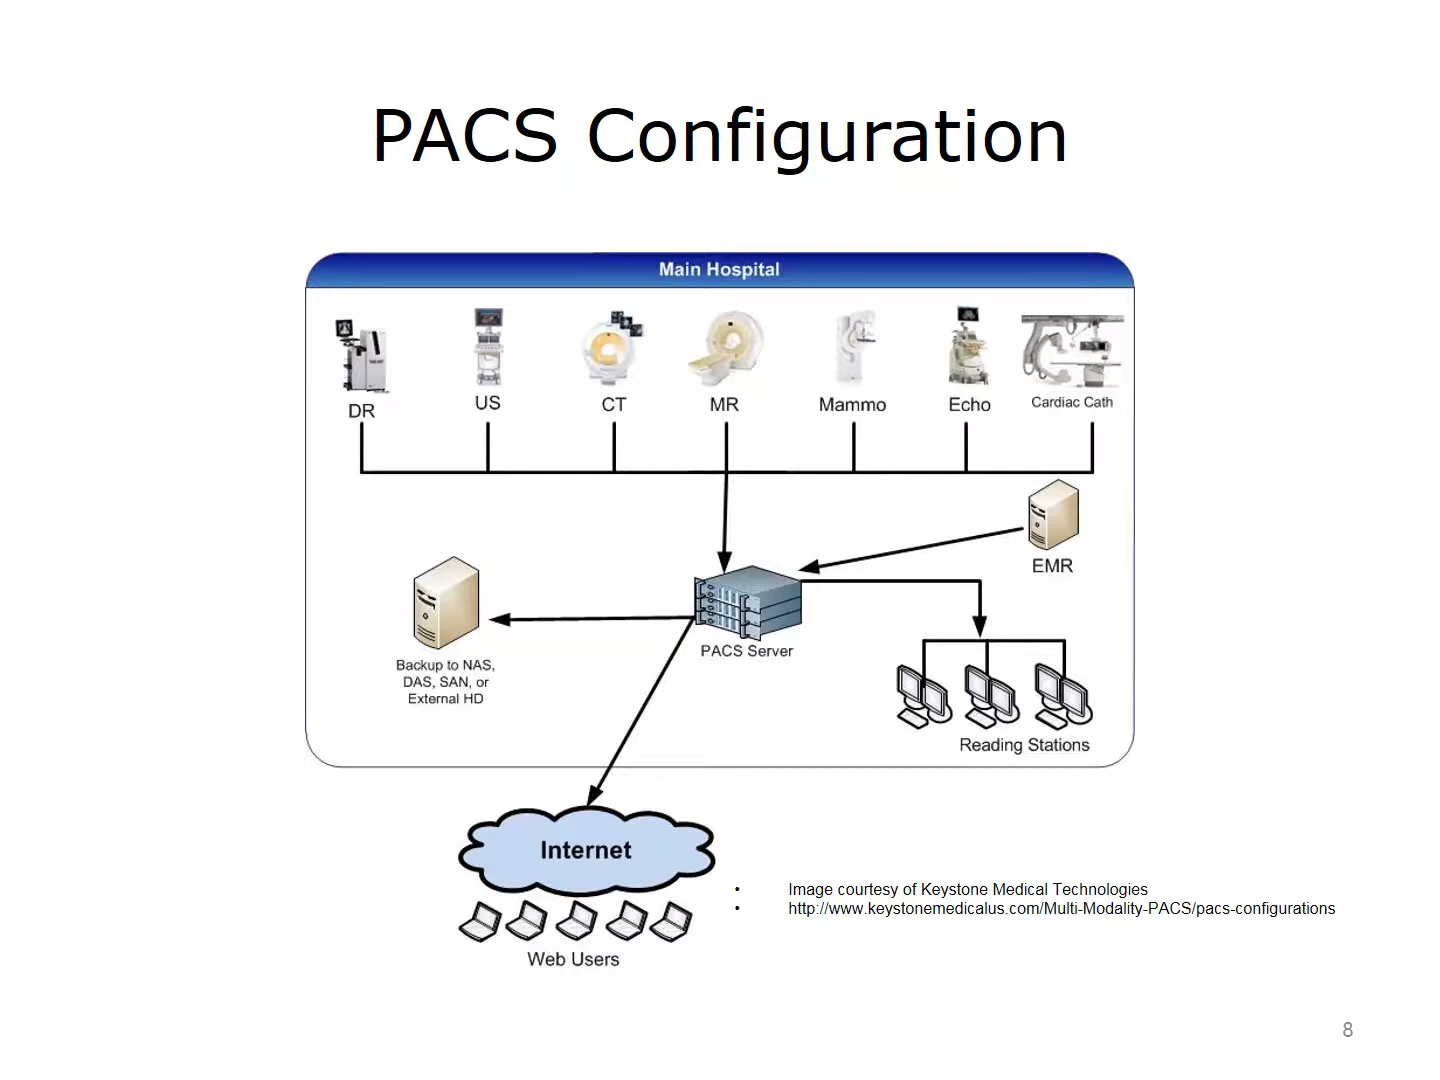 PACS Configuration
Main Hospital
DR
US
CT
MR
Mammo
Echo
Cardiac Cath
EMR
Backup to NAS,
DAS, SAN, or
External HD
PACS Server
Reading Stations
Internet
Web Users
• Image courtesy of Keystone Medical Technologies
• http://www.keystonemedicalus.com/Multi-Modality-PACS/pacs-configurations
8